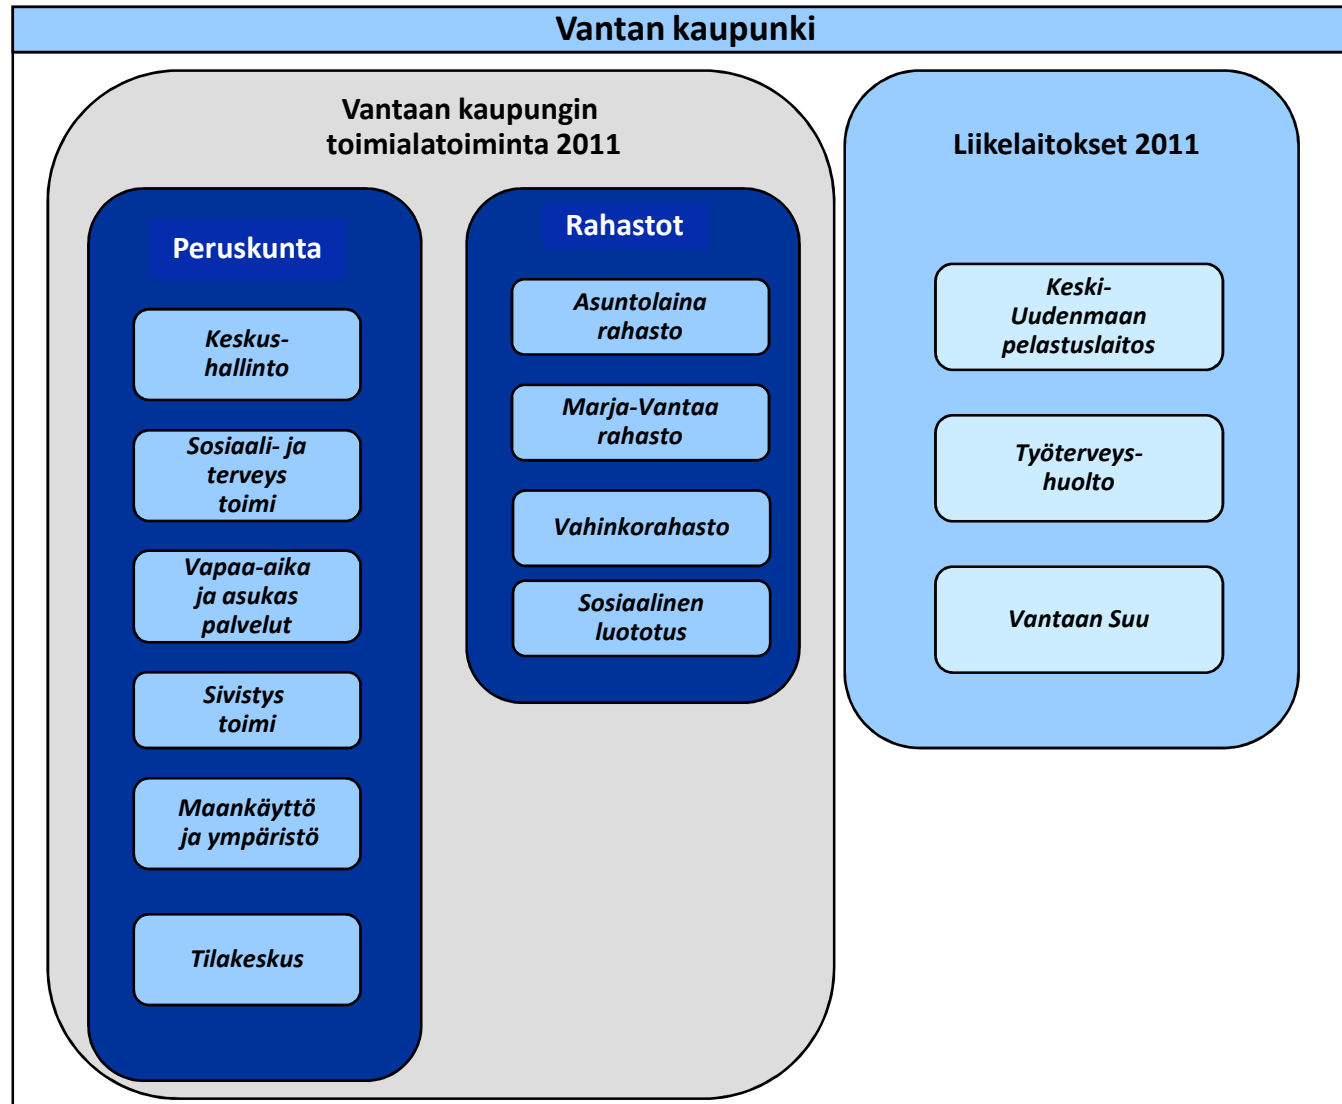 Vantan kaupunki
Vantaan kaupungin
toimialatoiminta 2011
Peruskunta
Keskus-
hallinto
Sosiaali- ja
terveys
toimi
Vapaa-aika
ja asukas
palvelut
Sivistys
toimi
Maankäyttö
ja ympäristö
Tilakeskus
Rahastot
Asuntolaina
rahasto
Marja-Vantaa
rahasto
Vahinkorahasto
Sosiaalinen
luototus
Liikelaitokset 2011
Keski-
Uudenmaan
pelastuslaitos
Työterveys-
huolto
Vantaan Suu